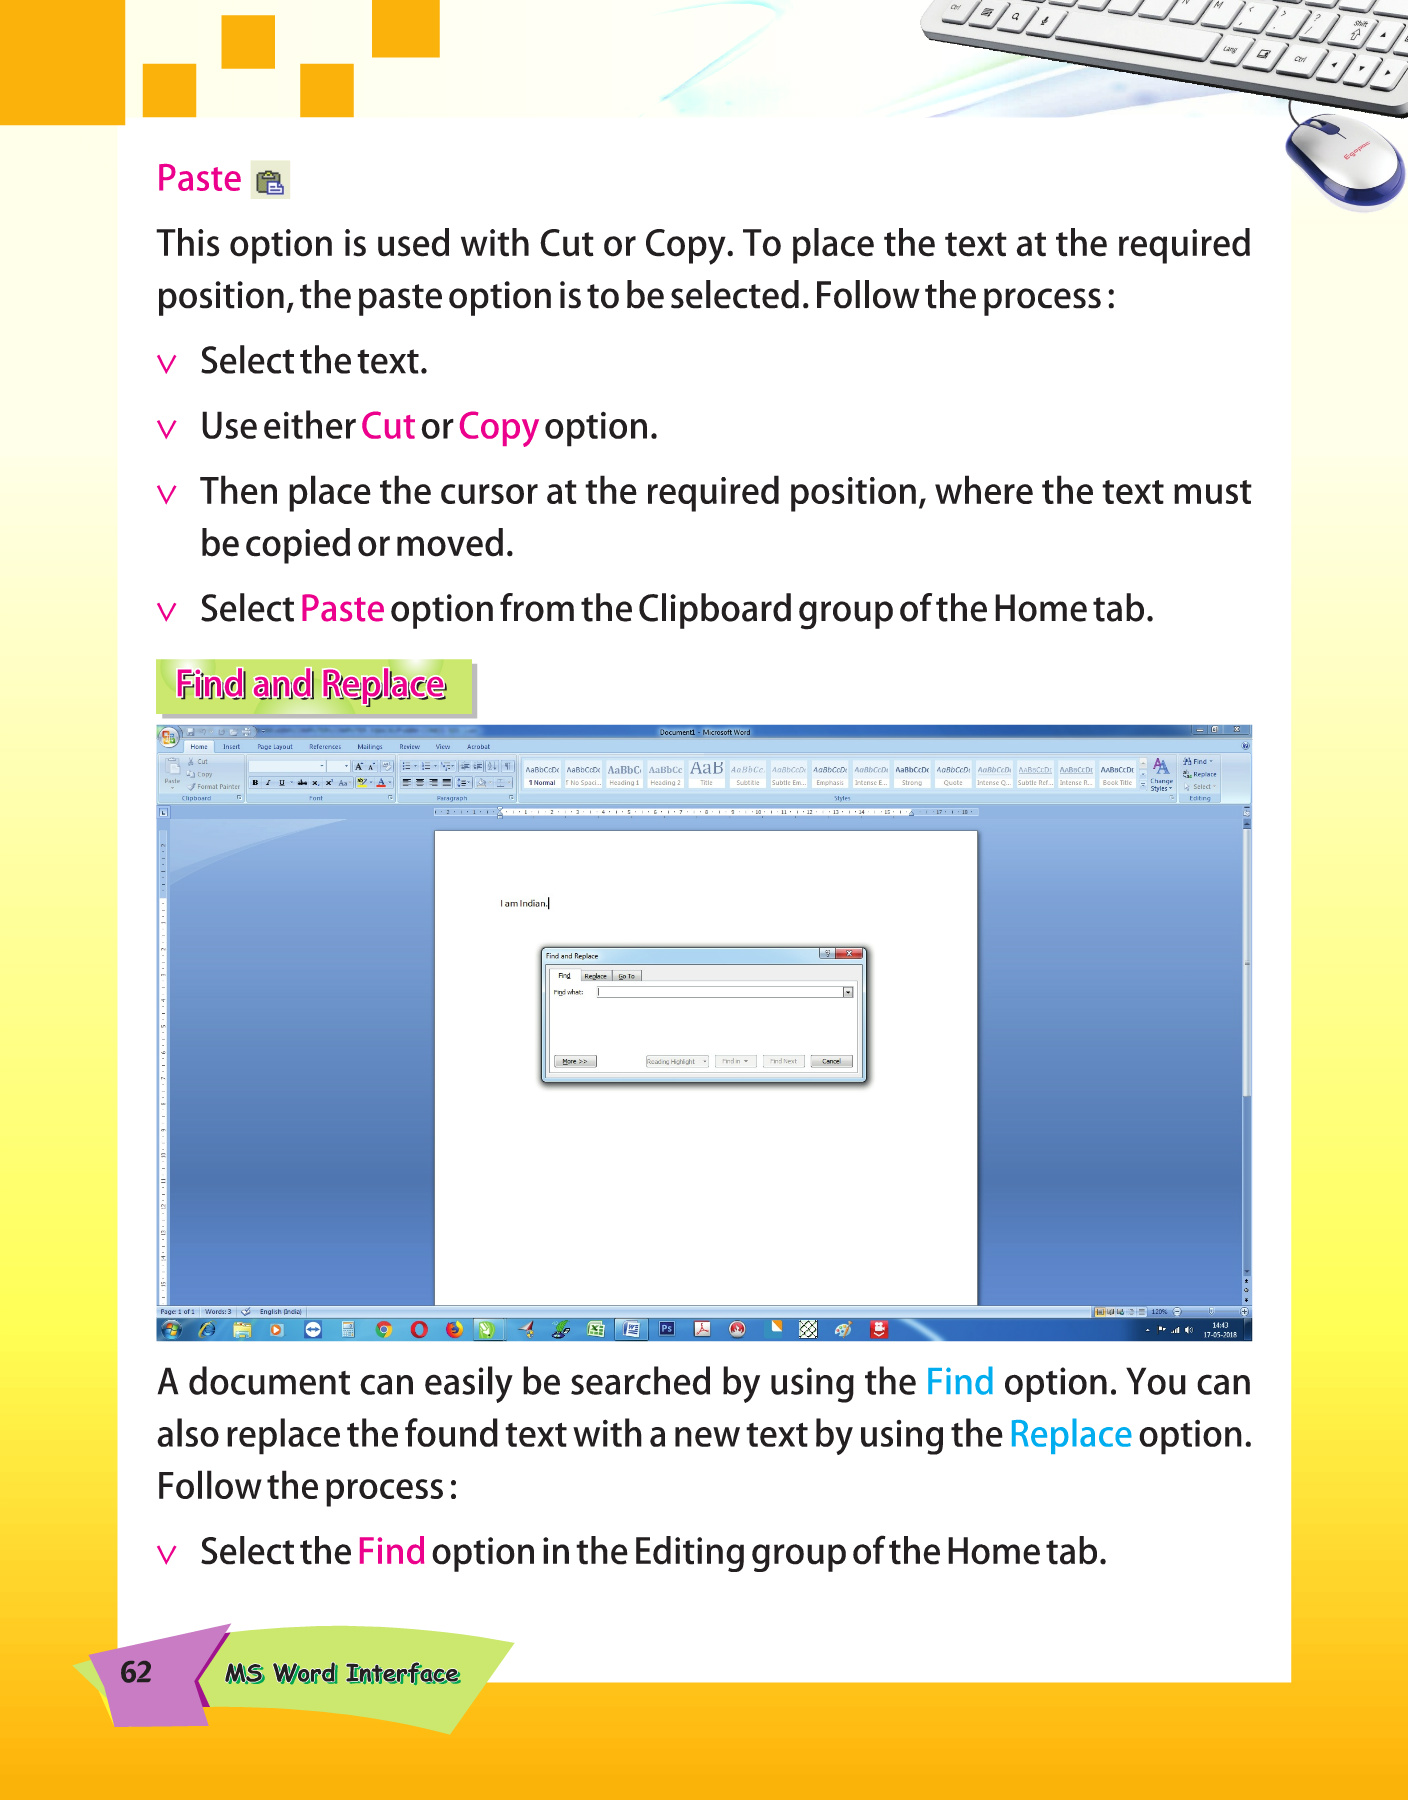 Paste
This option is used with Cut or Copy. To place the text at the required
position, the paste option is to be selected. Follow the process :
Select the text.
Use either Cut or Copy option.
Then place the cursor at the required position, where the text must
be copied or moved.
Select Paste option from the Clipboard group of the Home tab.
Find and Replace
Document1 - Microsoft Word
Home Insert Page Layout References Mailings Review View Acrobat
Cut
Copy
Format Painter
Paste
Clipboard Font Paragraph Styles Editing
1 Normal Heading 1 Heading 2 Title Subtitle Subtle Em... Emphasis Intense E... Strong Quote Intense Q... Subtle Ref... Intense R... Book Title
Change
Styles
Find
Replace
Select
I am Indian.
Find and Replace
Find Replace Go To
Find what:
More >> Reading Highlight Find in Find Next Cancel
Page: 1 of 1 Words: 3 English (India) 120%
14:43
17-05-2018
A document can easily be searched by using the Find option. You can
also replace the found text with a new text by using the Replace option.
Follow the process :
Select the Find option in the Editing group of the Home tab.
62 MS Word Interface